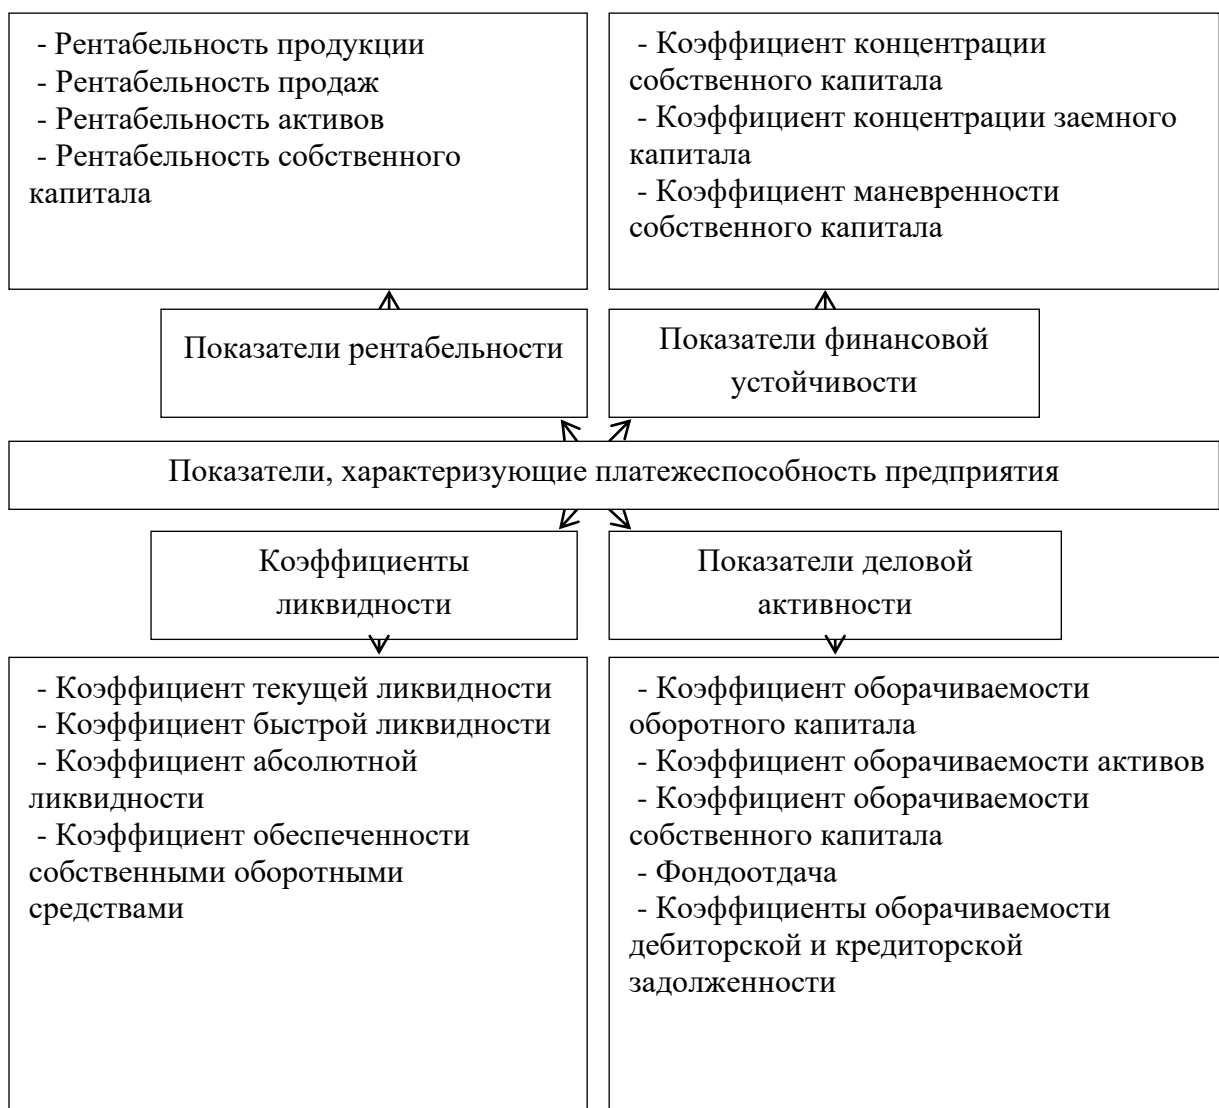 - Рентабельность продукции
- Рентабельность продаж
- Рентабельность активов
- Рентабельность собственного
капитала
- Коэффициент концентрации
собственного капитала
- Коэффициент концентрации заемного
капитала
- Коэффициент маневренности
собственного капитала
Показатели рентабельности
Показатели финансовой
устойчивости
Показатели, характеризующие платежеспособность предприятия
Коэффициенты
ликвидности
Показатели деловой
активности
- Коэффициент текущей ликвидности
- Коэффициент быстрой ликвидности
- Коэффициент абсолютной
ликвидности
- Коэффициент обеспеченности
собственными оборотными
средствами
- Коэффициент оборачиваемости
оборотного капитала
- Коэффициент оборачиваемости активов
- Коэффициент оборачиваемости
собственного капитала
- Фондоотдача
- Коэффициенты оборачиваемости
дебиторской и кредиторской
задолженности